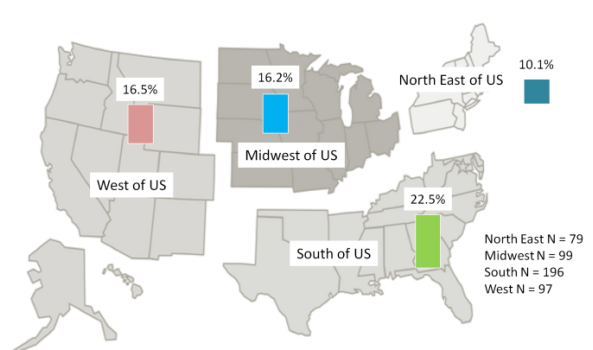 10.1%
North East of US
16.2%
16.5%
Midwest of US
West of US
22.5%
South of US
North East N = 79
Midwest N = 99
South N = 196
West N = 97